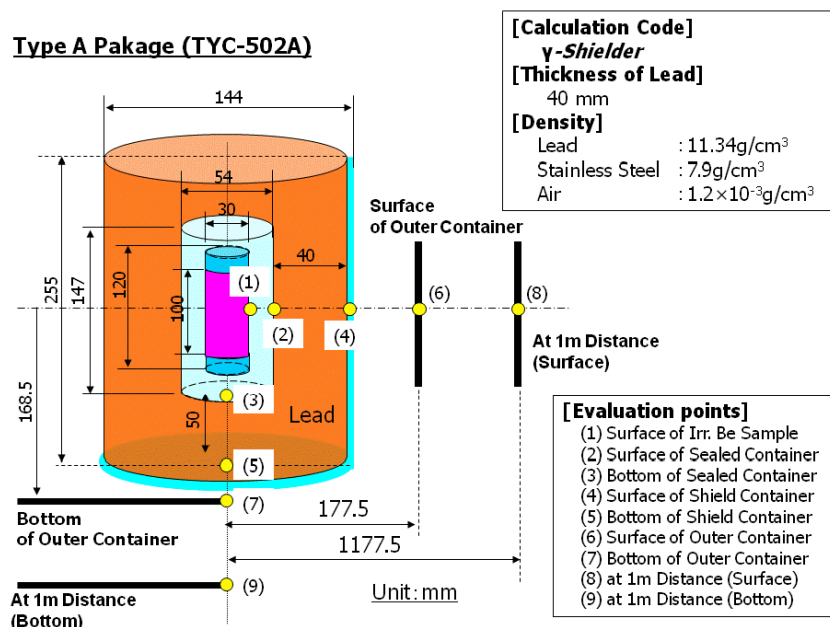 Type A Pakage (TYC-502A)
[Calculation Code]
γ-Shielder
[Thickness of Lead]
40 mm
[Density]
Lead : 11.34g/cm³
Stainless Steel : 7.9g/cm³
Air : 1.2×10⁻³g/cm³
144
54
30
Surface
of Outer Container
40
255
147
120
100
(1)
(2)
(4)
(6)
(8)
At 1m Distance
(Surface)
168.5
(3)
50
Lead
(5)
(7)
177.5
Bottom
of Outer Container
1177.5
(9)
At 1m Distance
(Bottom)
Unit: mm
[Evaluation points]
(1) Surface of Irr. Be Sample
(2) Surface of Sealed Container
(3) Bottom of Sealed Container
(4) Surface of Shield Container
(5) Bottom of Shield Container
(6) Surface of Outer Container
(7) Bottom of Outer Container
(8) at 1m Distance (Surface)
(9) at 1m Distance (Bottom)